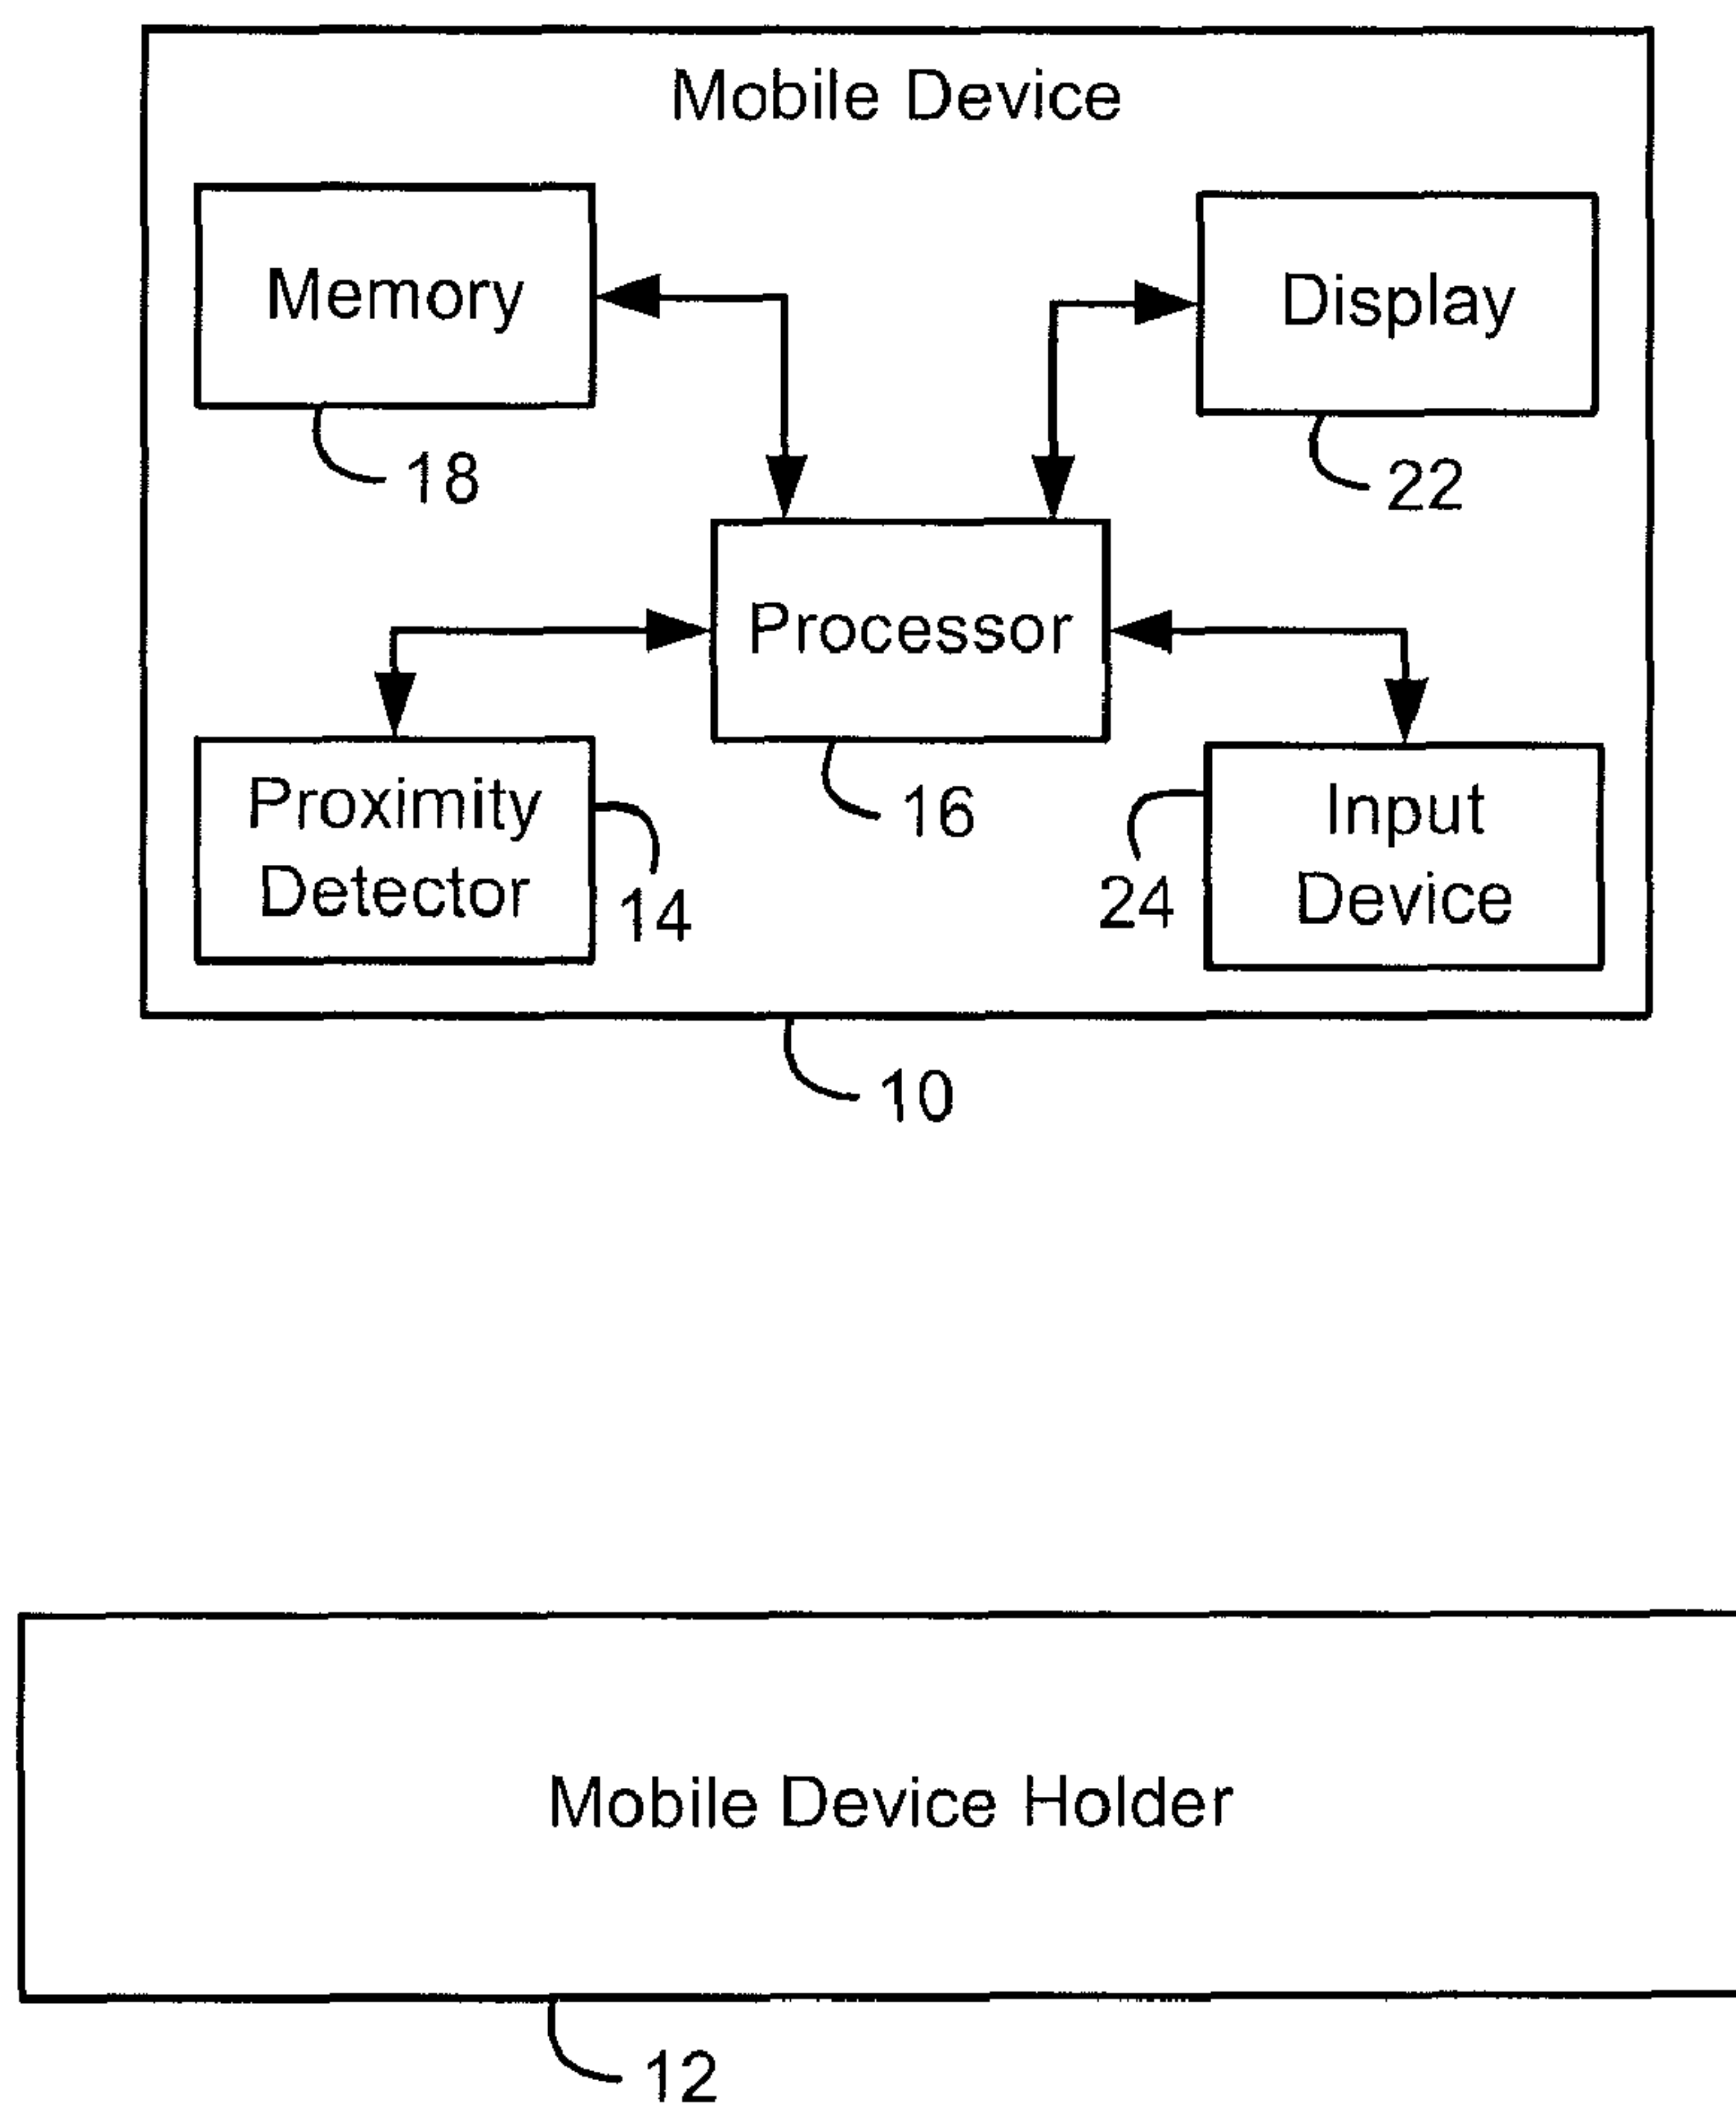 Mobile Device
Memory
Display
18
22
Processor
16
Proximity
Detector
14
Input
Device
24
10
Mobile Device Holder
12